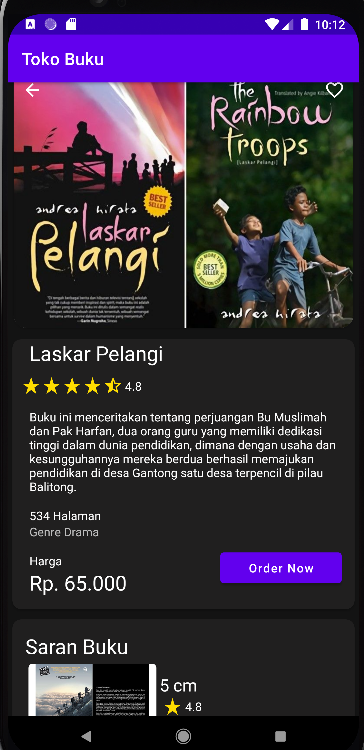 10:12
Toko Buku
the
Translated by Angie Kilbane
Rainbow
troops
[Laskar Pelangi]
BEST
SELLER
andrea hirata
laskar
pelangi
BEST
SELLER
andrea hirata
Laskar Pelangi
4.8
Buku ini menceritakan tentang perjuangan Bu Muslimah
dan Pak Harfan, dua orang guru yang memiliki dedikasi
tinggi dalam dunia pendidikan, dimana dengan usaha dan
kesungguhannya mereka berdua berhasil memajukan
pendidikan di desa Gantong satu desa terpencil di pilau
Balitong.
534 Halaman
Genre Drama
Harga
Rp. 65.000
Order Now
Saran Buku
5 cm
4.8